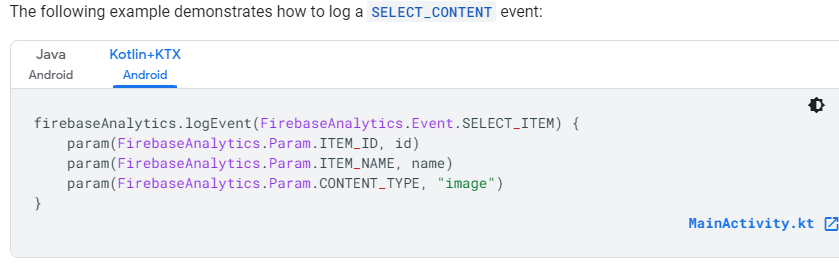 The following example demonstrates how to log a SELECT_CONTENT event:
Java Kotlin+KTX
Android Android
firebaseAnalytics.logEvent(FirebaseAnalytics.Event.SELECT_ITEM) {
    param(FirebaseAnalytics.Param.ITEM_ID, id)
    param(FirebaseAnalytics.Param.ITEM_NAME, name)
    param(FirebaseAnalytics.Param.CONTENT_TYPE, "image")
}
MainActivity.kt